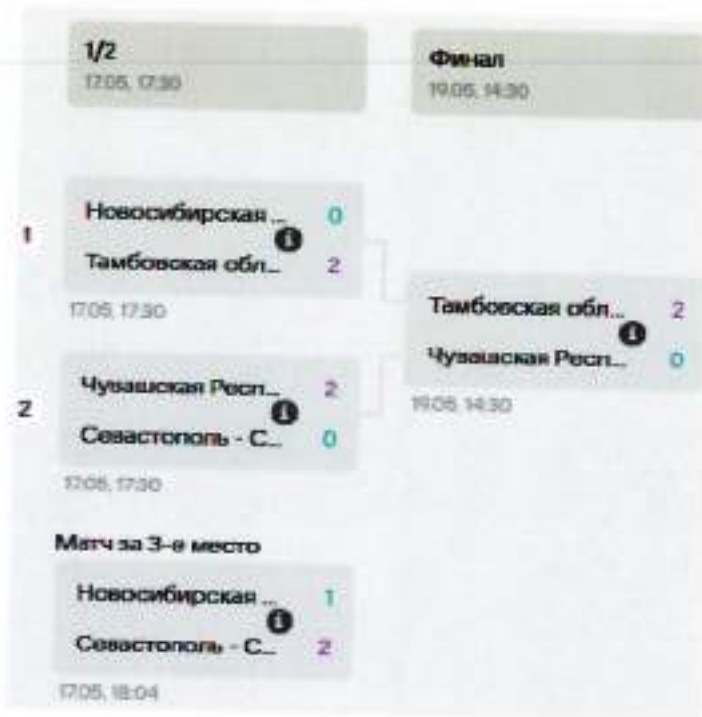 1/2
17.05, 17:30
Финал
19.05, 14:30
1
Новосибирская ... 0
Тамбовская обл... 2
17.05, 17:30
Тамбовская обл... 2
Чувашская Респ... 0
19.05, 14:30
2
Чувашская Респ... 2
Севастополь - С... 0
17.05, 17:30
Матч за 3-е место
Новосибирская ... 1
Севастополь - С... 2
17.05, 18:04